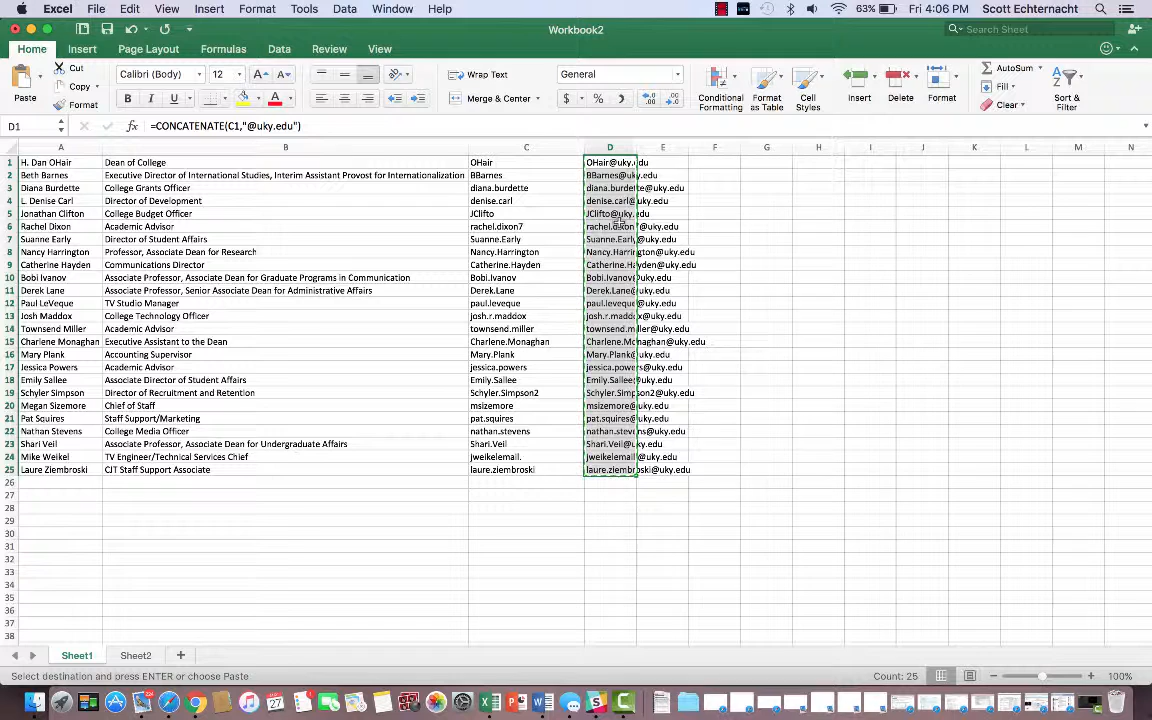 Excel File Edit View Insert Format Tools Data Window Help 63% Fri 4:06 PM Scott Echternacht
Workbook2
Search Sheet
Home Insert Page Layout Formulas Data Review View
Paste Cut Copy Format
Calibri (Body) 12 A A
B I U A
Wrap Text
Merge & Center
General
$ % )
Conditional Formatting
Format as Table
Cell Styles
Insert Delete Format
AutoSum
Fill
Clear
Sort & Filter
D1 fx =CONCATENATE(C1,"@uky.edu")
A B C D E F G H I J K L M N
1 H. Dan OHair Dean of College OHair OHair@uky.edu
2 Beth Barnes Executive Director of International Studies, Interim Assistant Provost for Internationalization BBarnes BBarnes@uky.edu
3 Diana Burdette College Grants Officer diana.burdette diana.burdette@uky.edu
4 L. Denise Carl Director of Development denise.carl denise.carl@uky.edu
5 Jonathan Clifton College Budget Officer JClifto JClifto@uky.edu
6 Rachel Dixon Academic Advisor rachel.dixon7 rachel.dixon7@uky.edu
7 Suanne Early Director of Student Affairs Suanne.Early Suanne.Early@uky.edu
8 Nancy Harrington Professor, Associate Dean for Research Nancy.Harrington Nancy.Harrington@uky.edu
9 Catherine Hayden Communications Director Catherine.Hayden Catherine.Hayden@uky.edu
10 Bobi Ivanov Associate Professor, Associate Dean for Graduate Programs in Communication Bobi.Ivanov Bobi.Ivanov@uky.edu
11 Derek Lane Associate Professor, Senior Associate Dean for Administrative Affairs Derek.Lane Derek.Lane@uky.edu
12 Paul LeVeque TV Studio Manager paul.leveque paul.leveque@uky.edu
13 Josh Maddox College Technology Officer josh.r.maddox josh.r.maddox@uky.edu
14 Townsend Miller Academic Advisor townsend.miller townsend.miller@uky.edu
15 Charlene Monaghan Executive Assistant to the Dean Charlene.Monaghan Charlene.Monaghan@uky.edu
16 Mary Plank Accounting Supervisor Mary.Plank Mary.Plank@uky.edu
17 Jessica Powers Academic Advisor jessica.powers jessica.powers@uky.edu
18 Emily Sallee Associate Director of Student Affairs Emily.Sallee Emily.Sallee@uky.edu
19 Schyler Simpson Director of Recruitment and Retention Schyler.Simpson2 Schyler.Simpson2@uky.edu
20 Megan Sizemore Chief of Staff msizemore msizemore@uky.edu
21 Pat Squires Staff Support/Marketing pat.squires pat.squires@uky.edu
22 Nathan Stevens College Media Officer nathan.stevens nathan.stevens@uky.edu
23 Shari Veil Associate Professor, Associate Dean for Undergraduate Affairs Shari.Veil Shari.Veil@uky.edu
24 Mike Weikel TV Engineer/Technical Services Chief jweikelemail. jweikelemail.@uky.edu
25 Laure Ziembroski CJT Staff Support Associate laure.ziembroski laure.ziembroski@uky.edu
26
27
28
29
30
31
32
33
34
35
36
37
38
Sheet1 Sheet2 +
Select destination and press ENTER or choose Paste Count: 25 100%